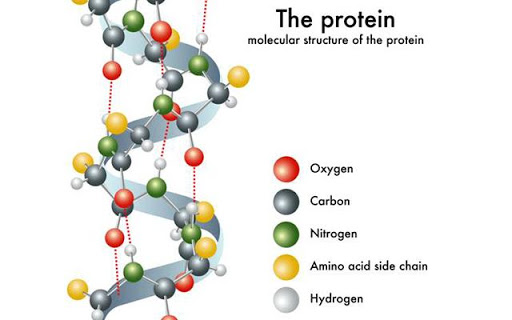 The protein
molecular structure of the protein
Oxygen
Carbon
Nitrogen
Amino acid side chain
Hydrogen